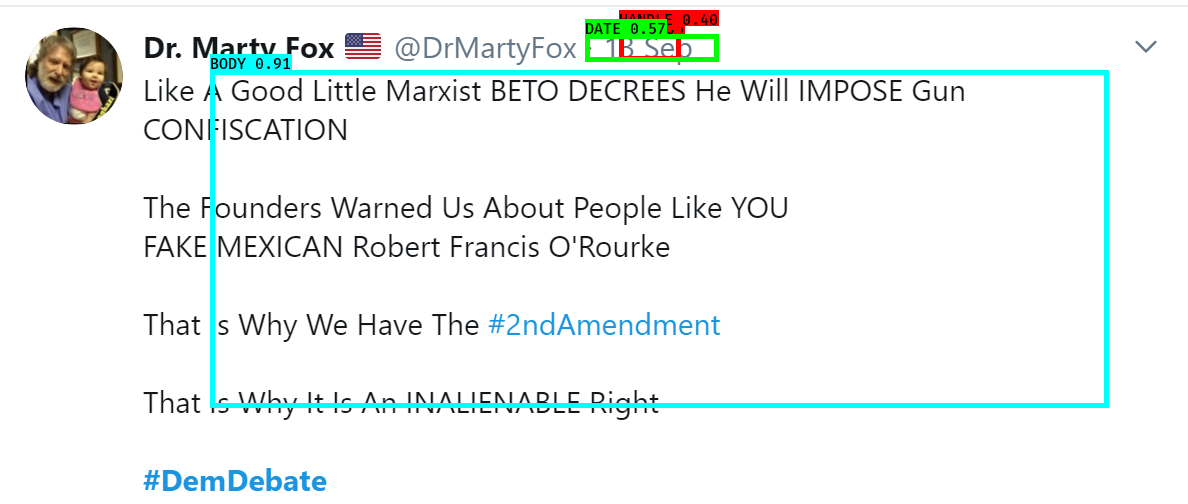 HANDLE 0.40
DATE 0.57
Dr. Marty Fox @DrMartyFox · 13 Sep
BODY 0.91
Like A Good Little Marxist BETO DECREES He Will IMPOSE Gun
CONFISCATION
The Founders Warned Us About People Like YOU
FAKE MEXICAN Robert Francis O'Rourke
That Is Why We Have The #2ndAmendment
That Is Why It Is An INALIENABLE Right
#DemDebate